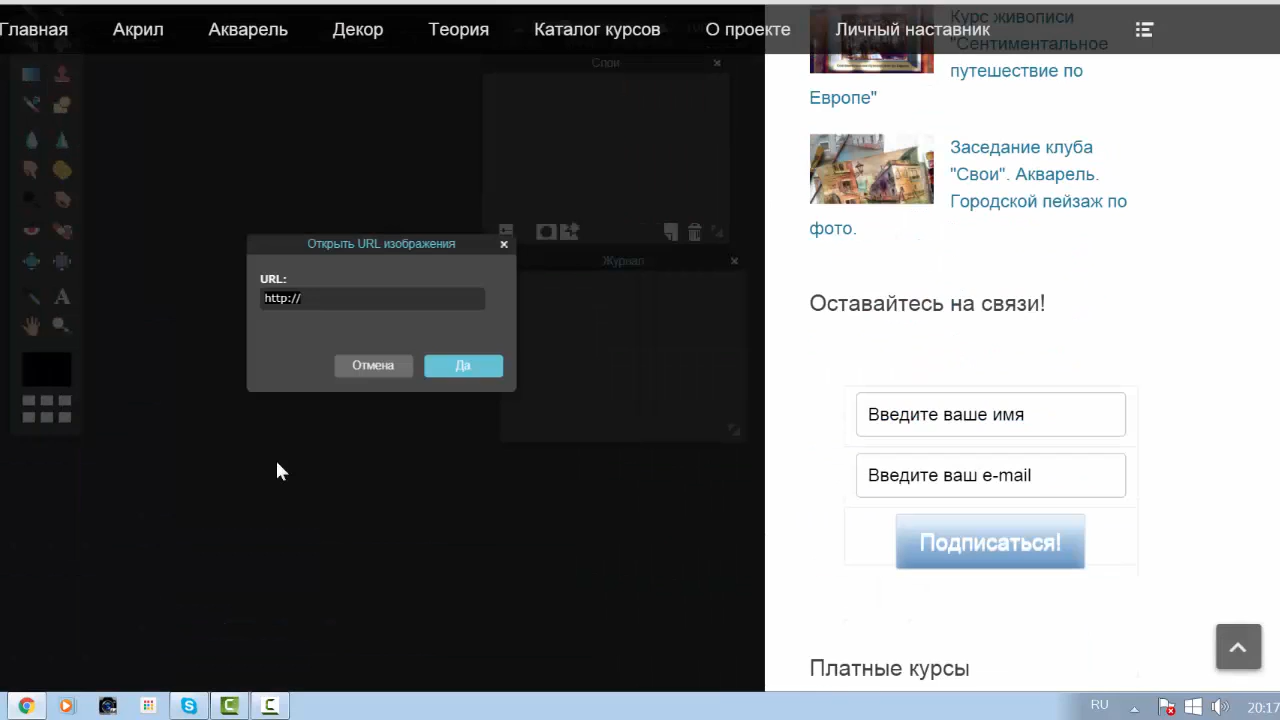 Главная Акрил Акварель Декор Теория Каталог курсов О проекте Личный наставник
Слои
Журнал
Открыть URL изображения
URL:
http://
Отмена Да
A
Курс живописи
"Сентиментальное
путешествие по
Европе"
Заседание клуба
"Свои". Акварель.
Городской пейзаж по
фото.
Оставайтесь на связи!
Введите ваше имя
Введите ваш e-mail
Подписаться!
Платные курсы
RU 20:17